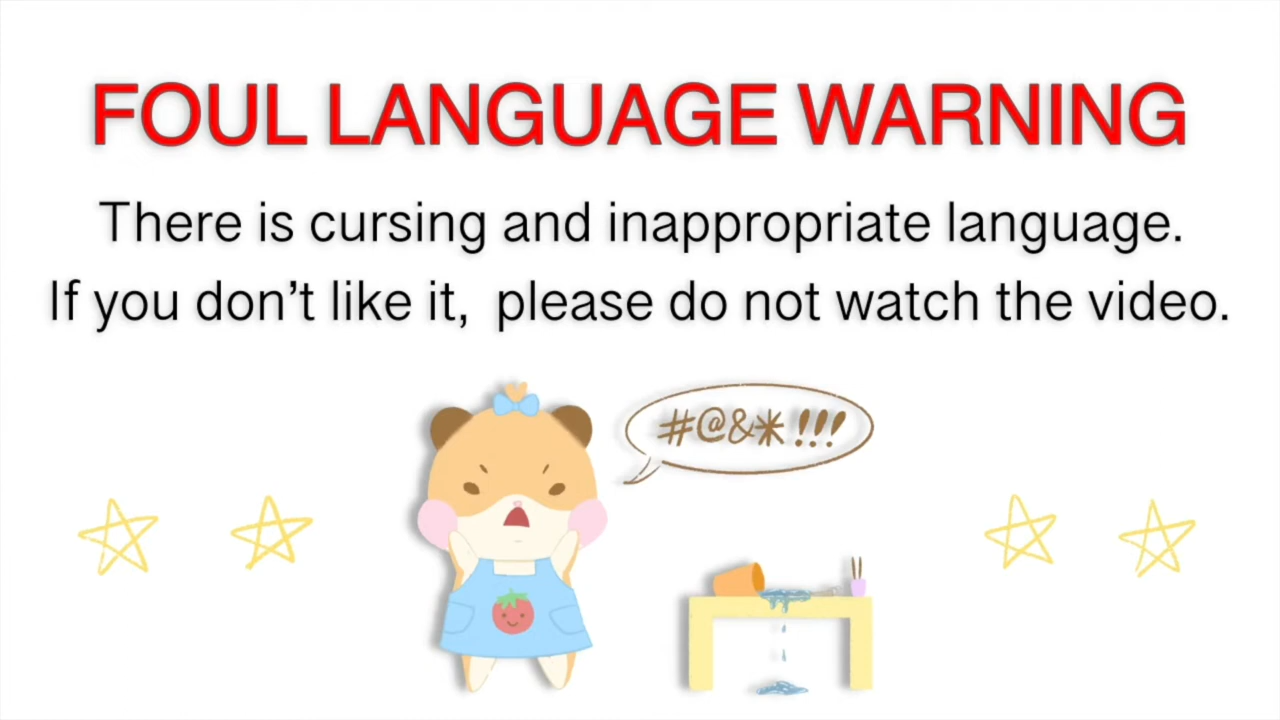 FOUL LANGUAGE WARNING
There is cursing and inappropriate language.
If you don't like it, please do not watch the video.
#@&*!!!